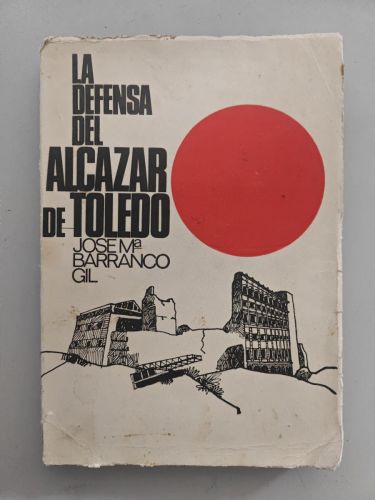 LA
DEFENSA
DEL
ALCAZAR
DE TOLEDO
JOSE Mª
BARRANCO
GIL